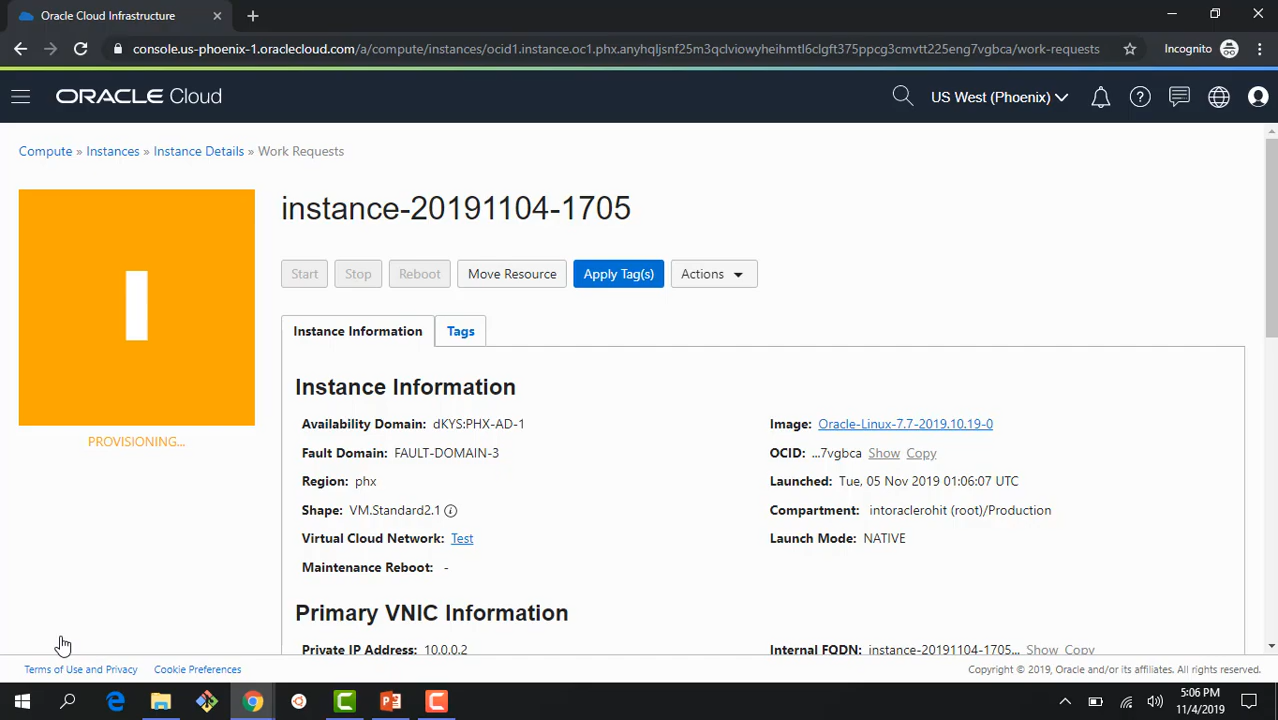 Oracle Cloud Infrastructure
console.us-phoenix-1.oraclecloud.com/a/compute/instances/ocid1.instance.oc1.phx.anyhqljsnf25m3qclviowyheihmtl6clgft375ppcg3cmvtt225eng7vgbca/work-requests
Incognito
ORACLE Cloud
US West (Phoenix)
Compute » Instances » Instance Details » Work Requests
I
PROVISIONING...
instance-20191104-1705
Start Stop Reboot Move Resource Apply Tag(s) Actions
Instance Information Tags
Instance Information
Availability Domain: dKYS:PHX-AD-1
Fault Domain: FAULT-DOMAIN-3
Region: phx
Shape: VM.Standard2.1
Virtual Cloud Network: Test
Maintenance Reboot: -
Image: Oracle-Linux-7.7-2019.10.19-0
OCID: ...7vgbca Show Copy
Launched: Tue, 05 Nov 2019 01:06:07 UTC
Compartment: intoraclerohit (root)/Production
Launch Mode: NATIVE
Primary VNIC Information
Private IP Address: 10.0.0.2
Internal FQDN: instance-20191104-1705... Show Copy
Terms of Use and Privacy Cookie Preferences
Copyright © 2019, Oracle and/or its affiliates. All rights reserved.
5:06 PM
11/4/2019